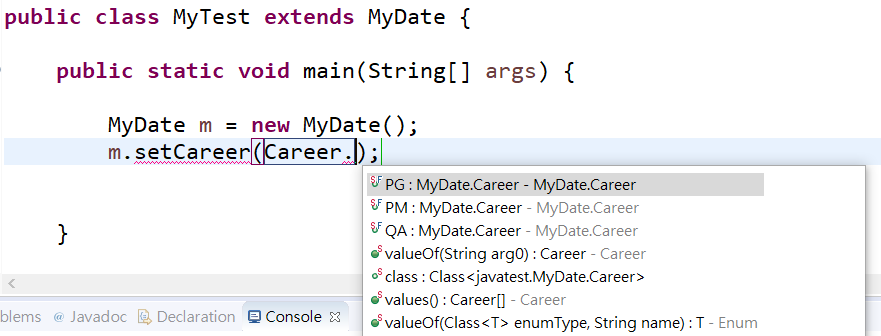 public class MyTest extends MyDate {
public static void main(String[] args) {
MyDate m = new MyDate();
m.setCareer(Career.);
PG : MyDate.Career - MyDate.Career
PM : MyDate.Career - MyDate.Career
QA : MyDate.Career - MyDate.Career
valueOf(String arg0) : Career - Career
class : Class<javatest.MyDate.Career>
values() : Career[] - Career
valueOf(Class<T> enumType, String name) : T - Enum
}
blems @ Javadoc Declaration Console